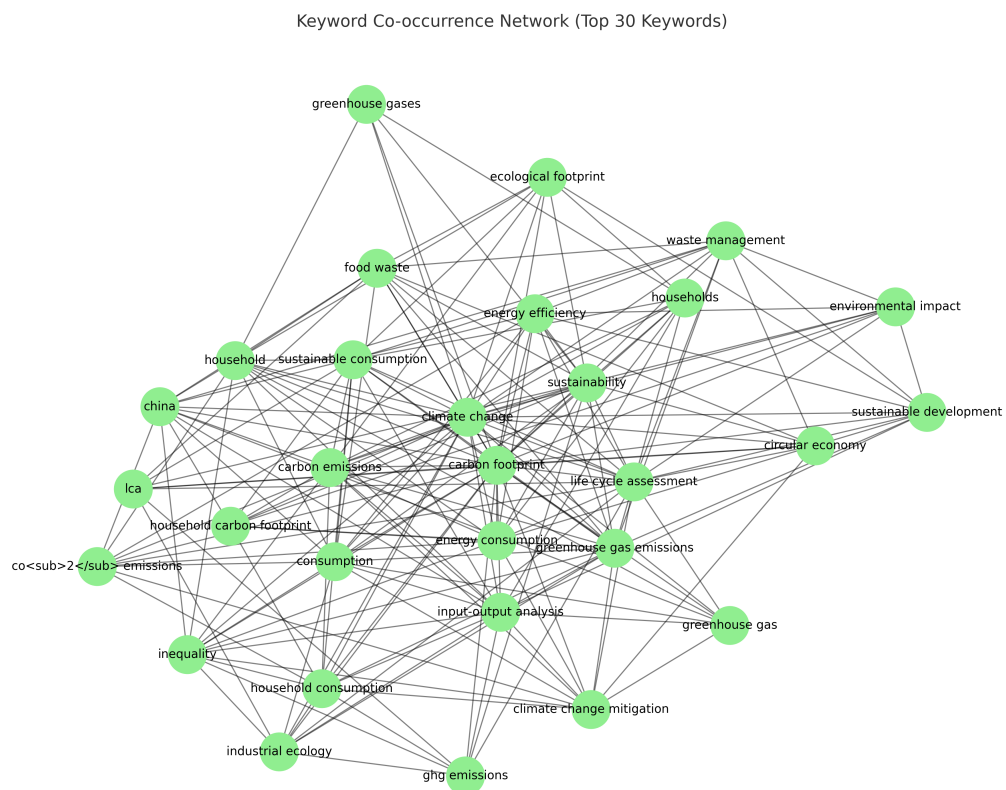 Keyword Co-occurrence Network (Top 30 Keywords)
greenhouse gases
ecological footprint
waste management
food waste
households
environmental impact
energy efficiency
household
sustainable consumption
sustainability
china
climate change
sustainable development
circular economy
carbon emissions
carbon footprint
life cycle assessment
lca
household carbon footprint
energy consumption
greenhouse gas emissions
consumption
co<sub>2</sub> emissions
input-output analysis
greenhouse gas
inequality
household consumption
climate change mitigation
industrial ecology
ghg emissions